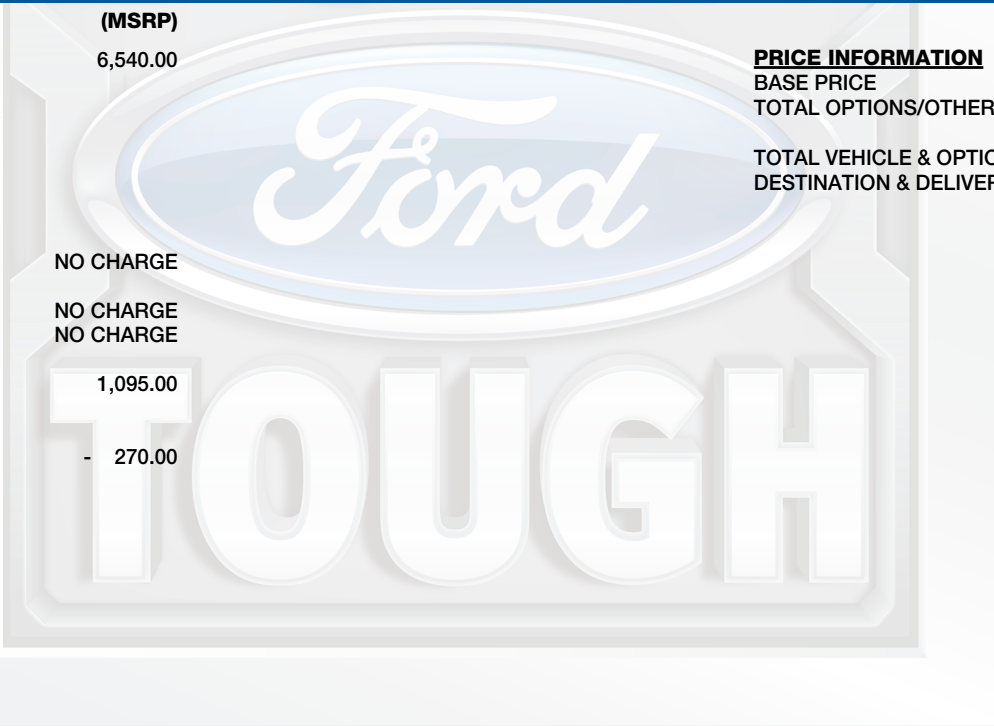 (MSRP)
6,540.00
NO CHARGE
NO CHARGE
NO CHARGE
1,095.00
- 270.00
PRICE INFORMATION
BASE PRICE
TOTAL OPTIONS/OTHER
TOTAL VEHICLE & OPTIO
DESTINATION & DELIVER
Ford
TOUGH